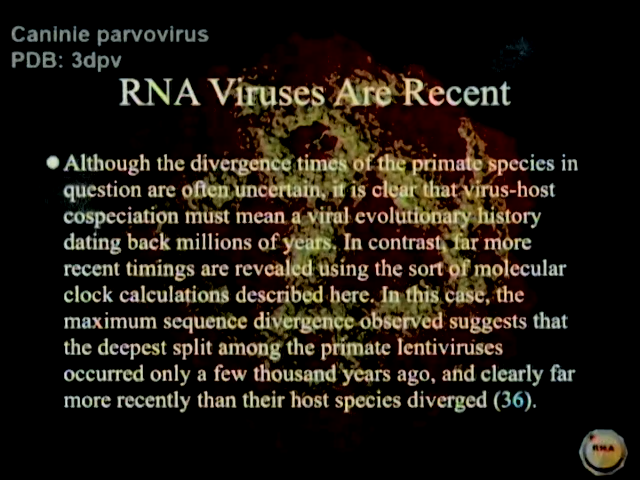 Caninie parvovirus
PDB: 3dpv
RNA Viruses Are Recent
Although the divergence times of the primate species in
question are often uncertain, it is clear that virus-host
cospeciation must mean a viral evolutionary history
dating back millions of years. In contrast, far more
recent timings are revealed using the sort of molecular
clock calculations described here. In this case, the
maximum sequence divergence observed suggests that
the deepest split among the primate lentiviruses
occurred only a few thousand years ago, and clearly far
more recently than their host species diverged (36).
RNA